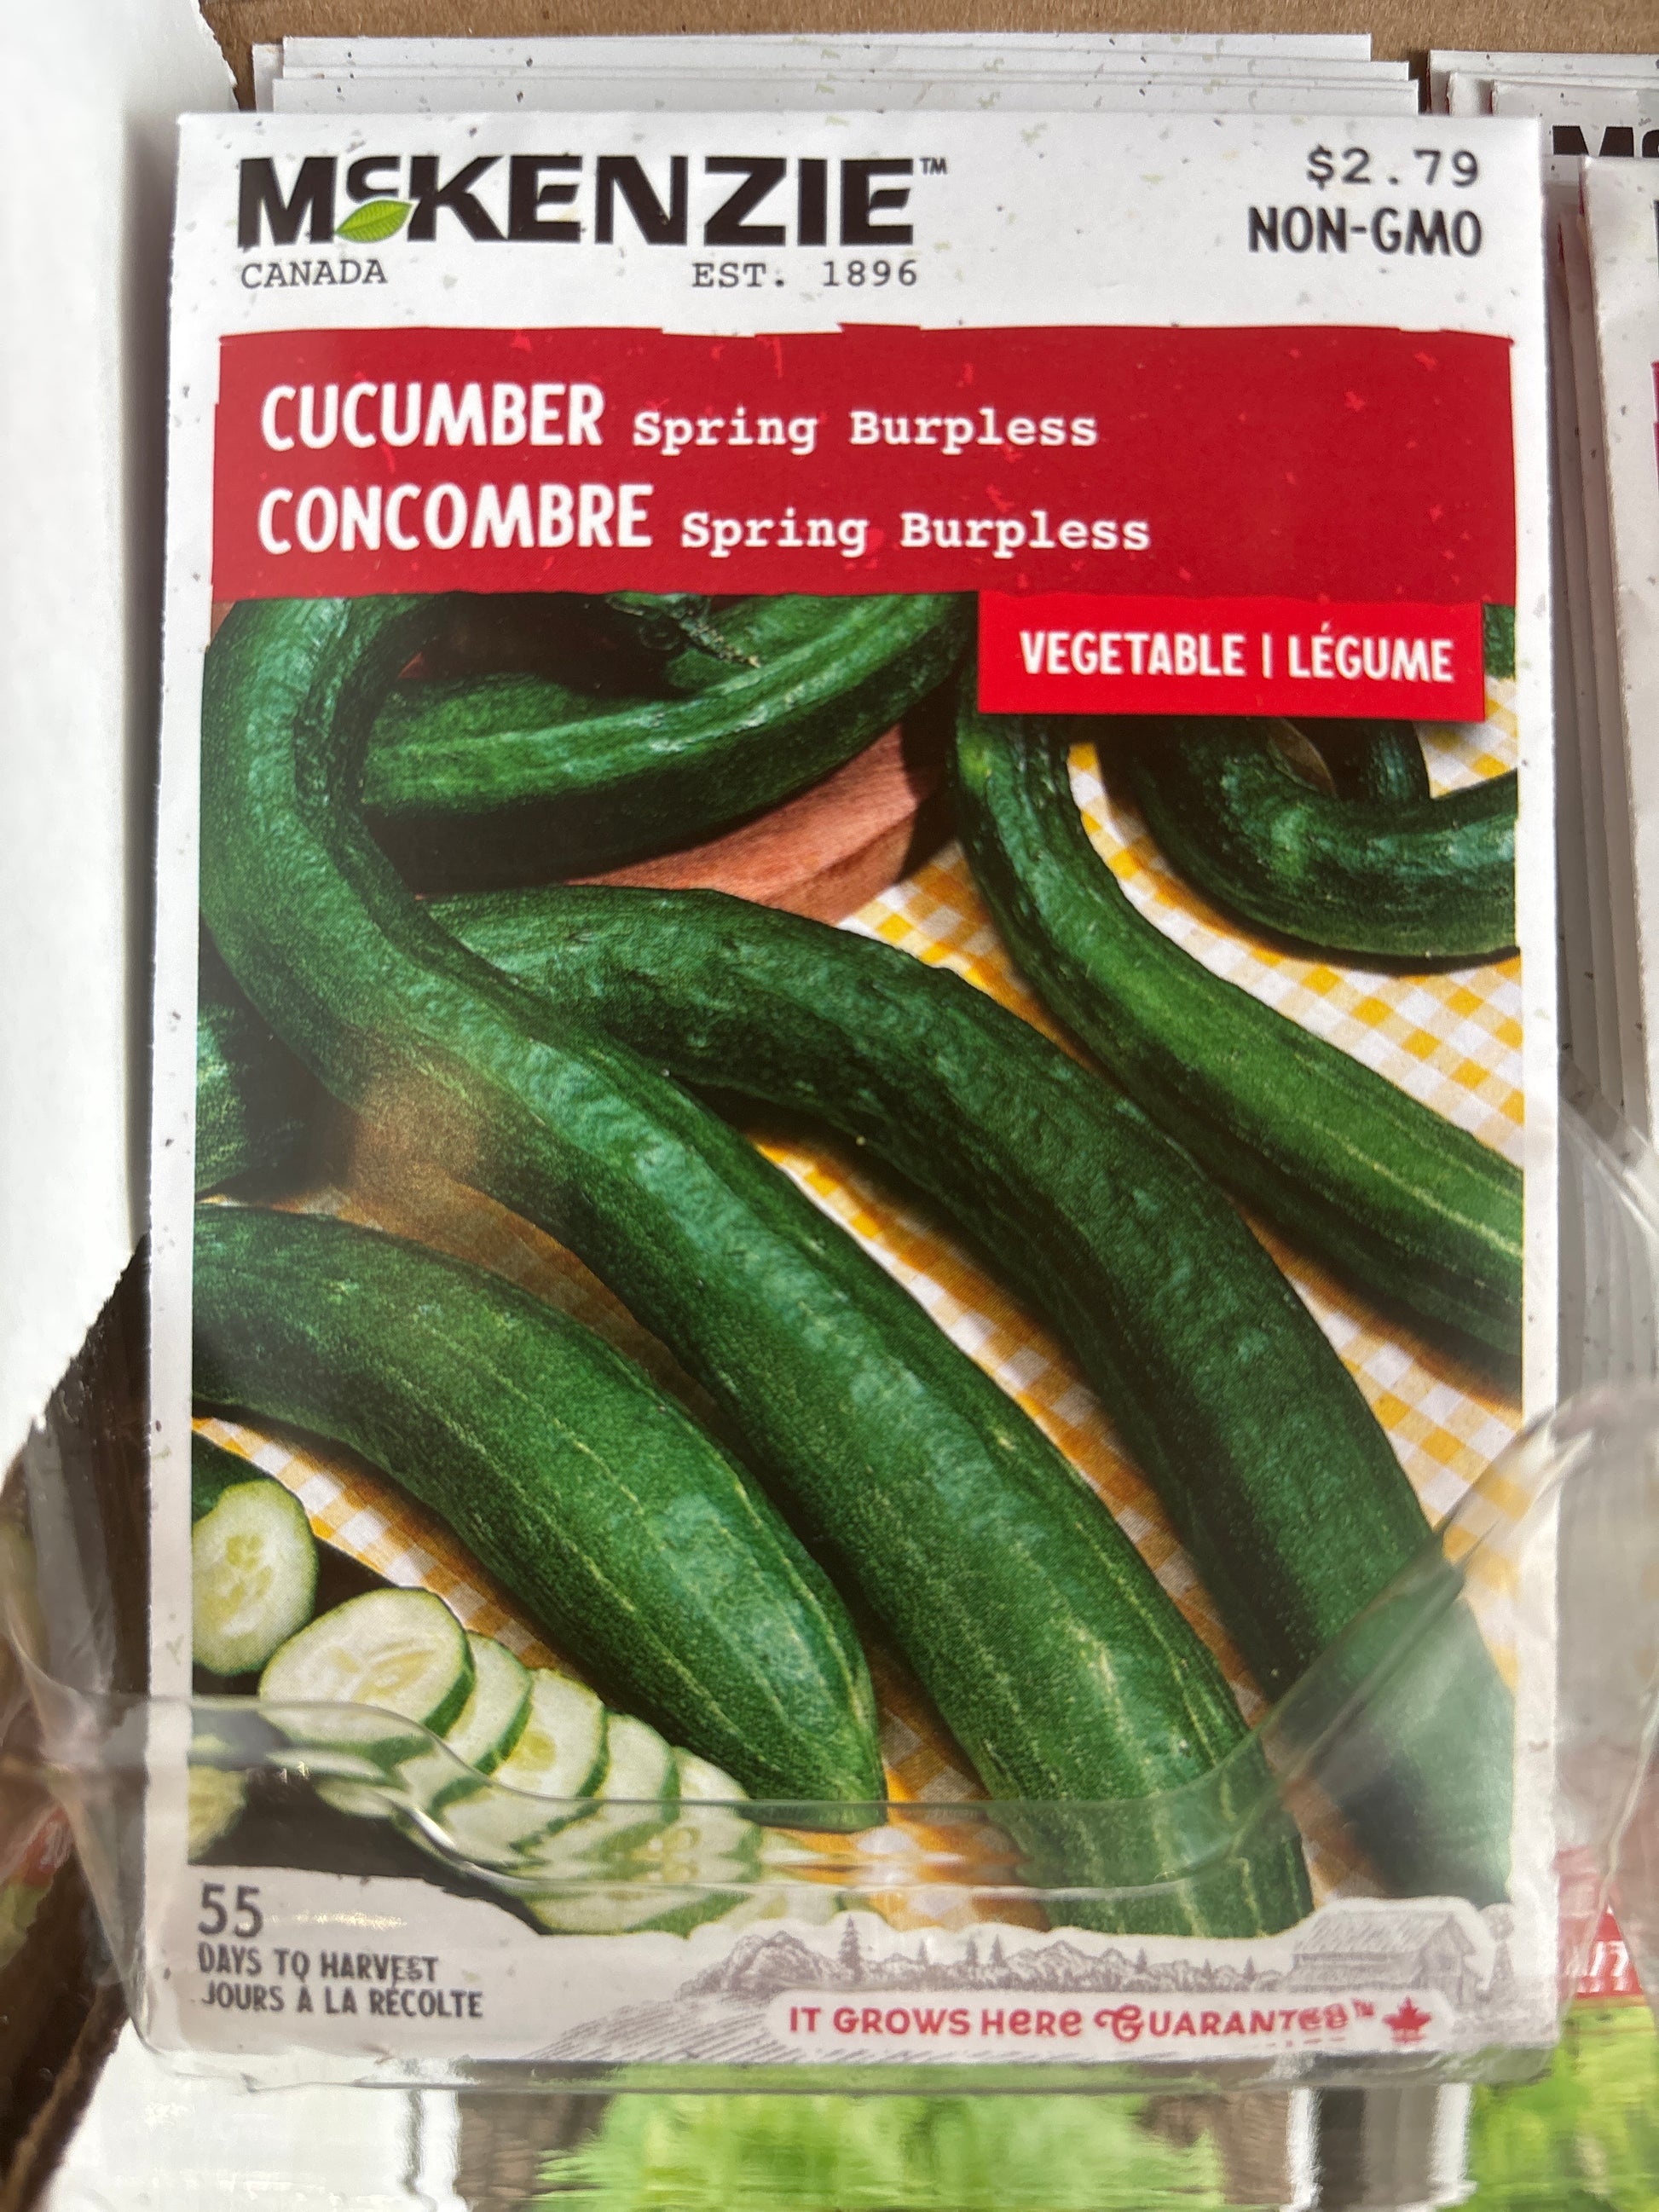 McKENZIE™
CANADA EST. 1896
$2.79
NON-GMO
CUCUMBER Spring Burpless
CONCOMBRE Spring Burpless
VEGETABLE | LÉGUME
55
DAYS TO HARVEST
JOURS À LA RÉCOLTE
IT GROWS HERE GUARANTEE™